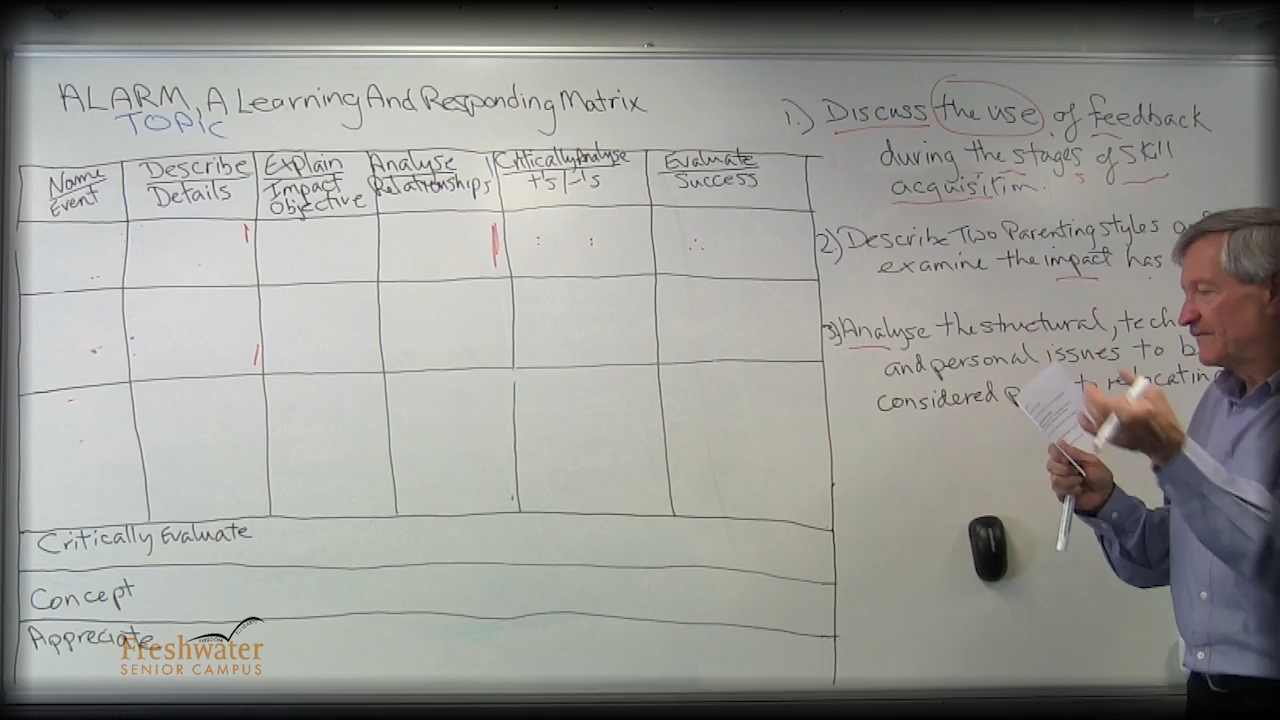 ALARM, A Learning And Responding Matrix
TOPIC
Name
Event
Describe
Details
Explain
Impact
Objective
Analyse
Relationships
Critically Analyse
+'s/-'s
Evaluate
Success
Critically Evaluate
Concept
Appreciate
1.) Discuss the use of feedback
during the stages of skill
acquisition.
2) Describe Two Parenting styles
examine the impact has
3) Analyse the structural,
and personal issues to
considered to relocating
Freshwater
SENIOR CAMPUS